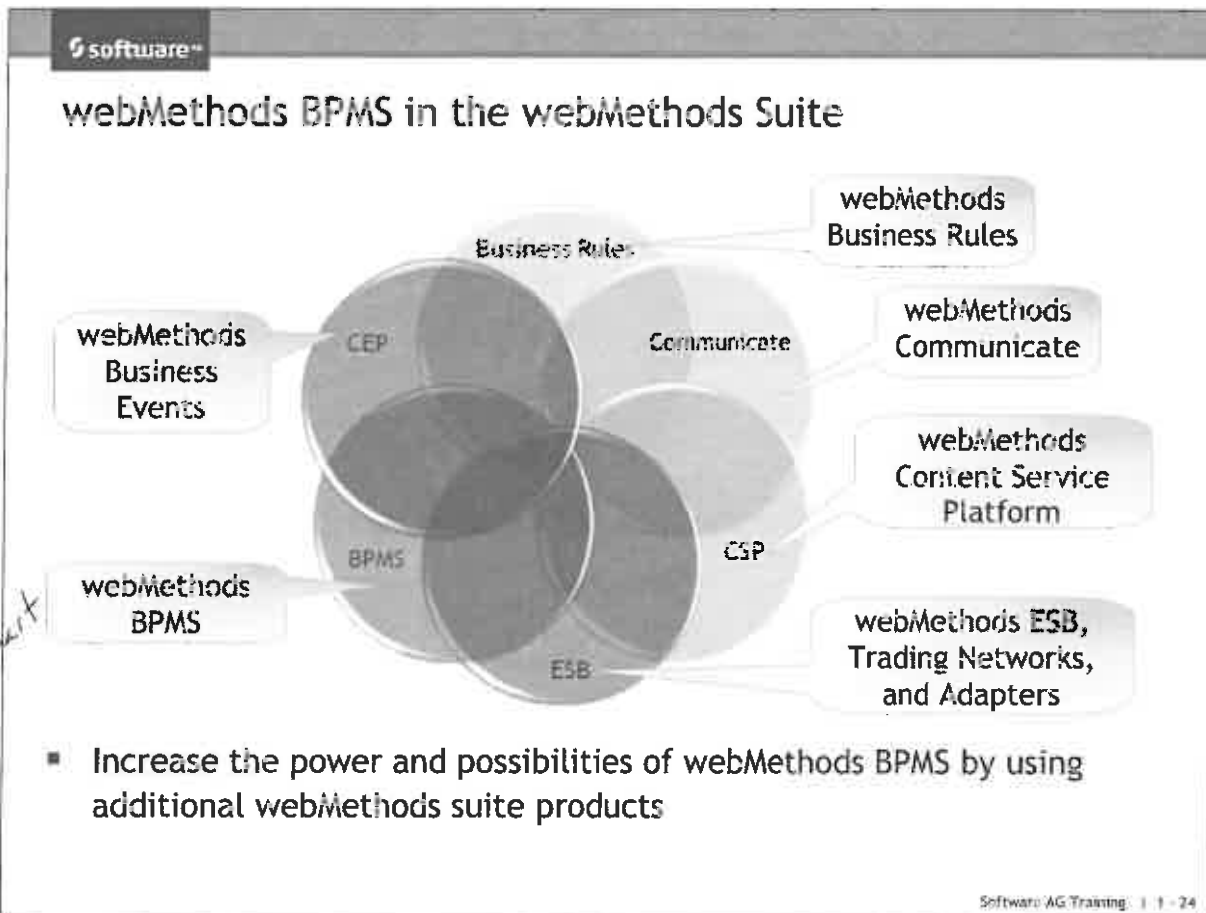 software
webMethods BPMS in the webMethods Suite
webMethods
Business Rules
Business Rules
webMethods
Business
Events
CEP
Communicate
webMethods
Communicate
webMethods
Content Service
Platform
CSP
BPMS
webMethods
BPMS
ESB
webMethods ESB,
Trading Networks,
and Adapters
▪ Increase the power and possibilities of webMethods BPMS by using
additional webMethods suite products
Software AG Training | 1 - 24